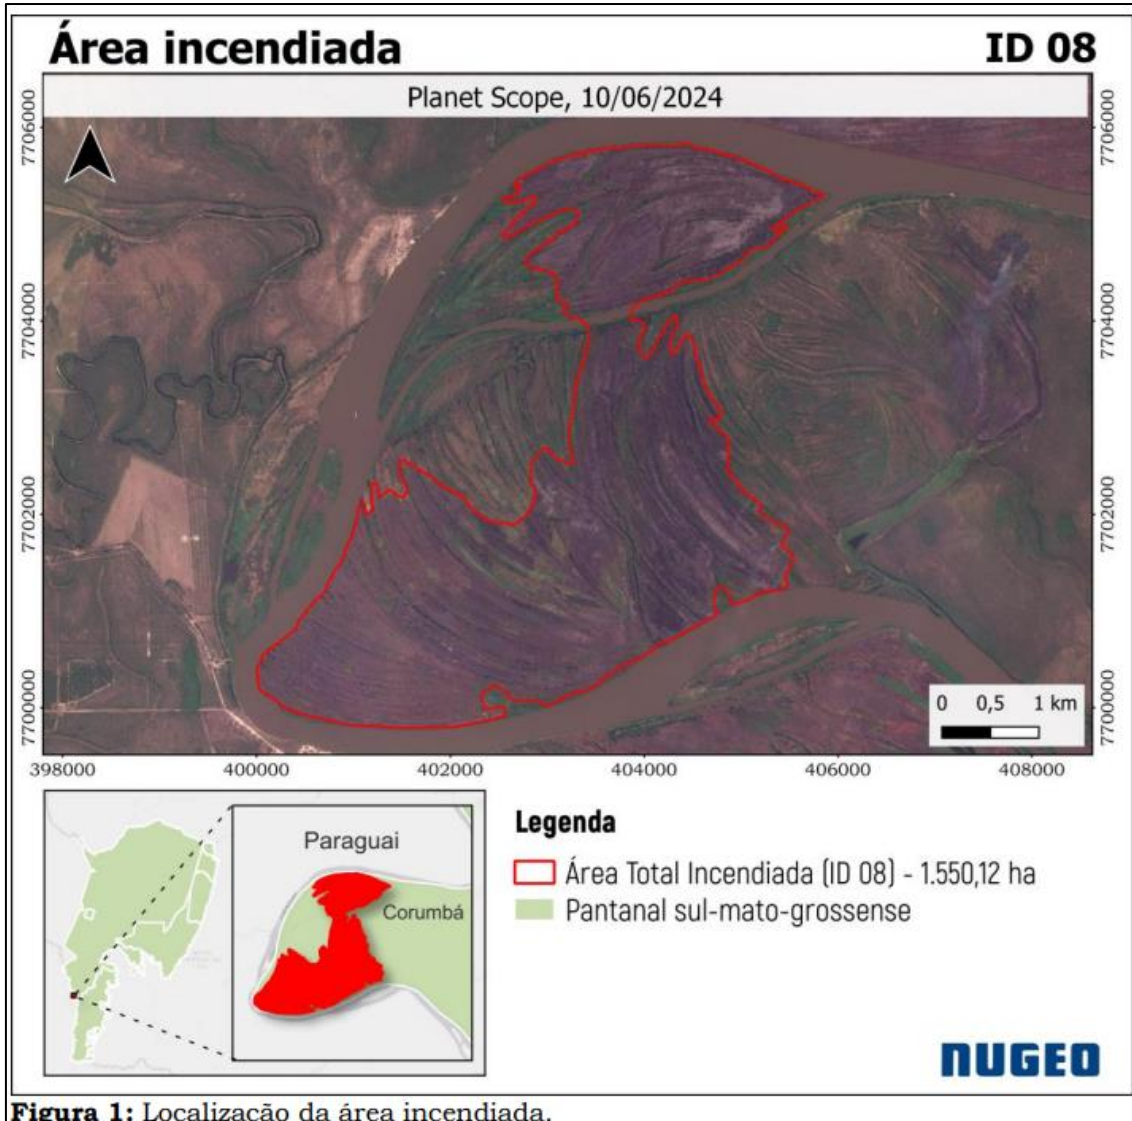 Área incendiada
ID 08
Planet Scope, 10/06/2024
7706000
7706000
7704000
7704000
7702000
7702000
7700000
7700000
0 0,5 1 km
398000 400000 402000 404000 406000 408000
Paraguai
Corumbá
Legenda
Área Total Incendiada (ID 08) - 1.550,12 ha
Pantanal sul-mato-grossense
NUGEO
Figura 1: Localização da área incendiada.